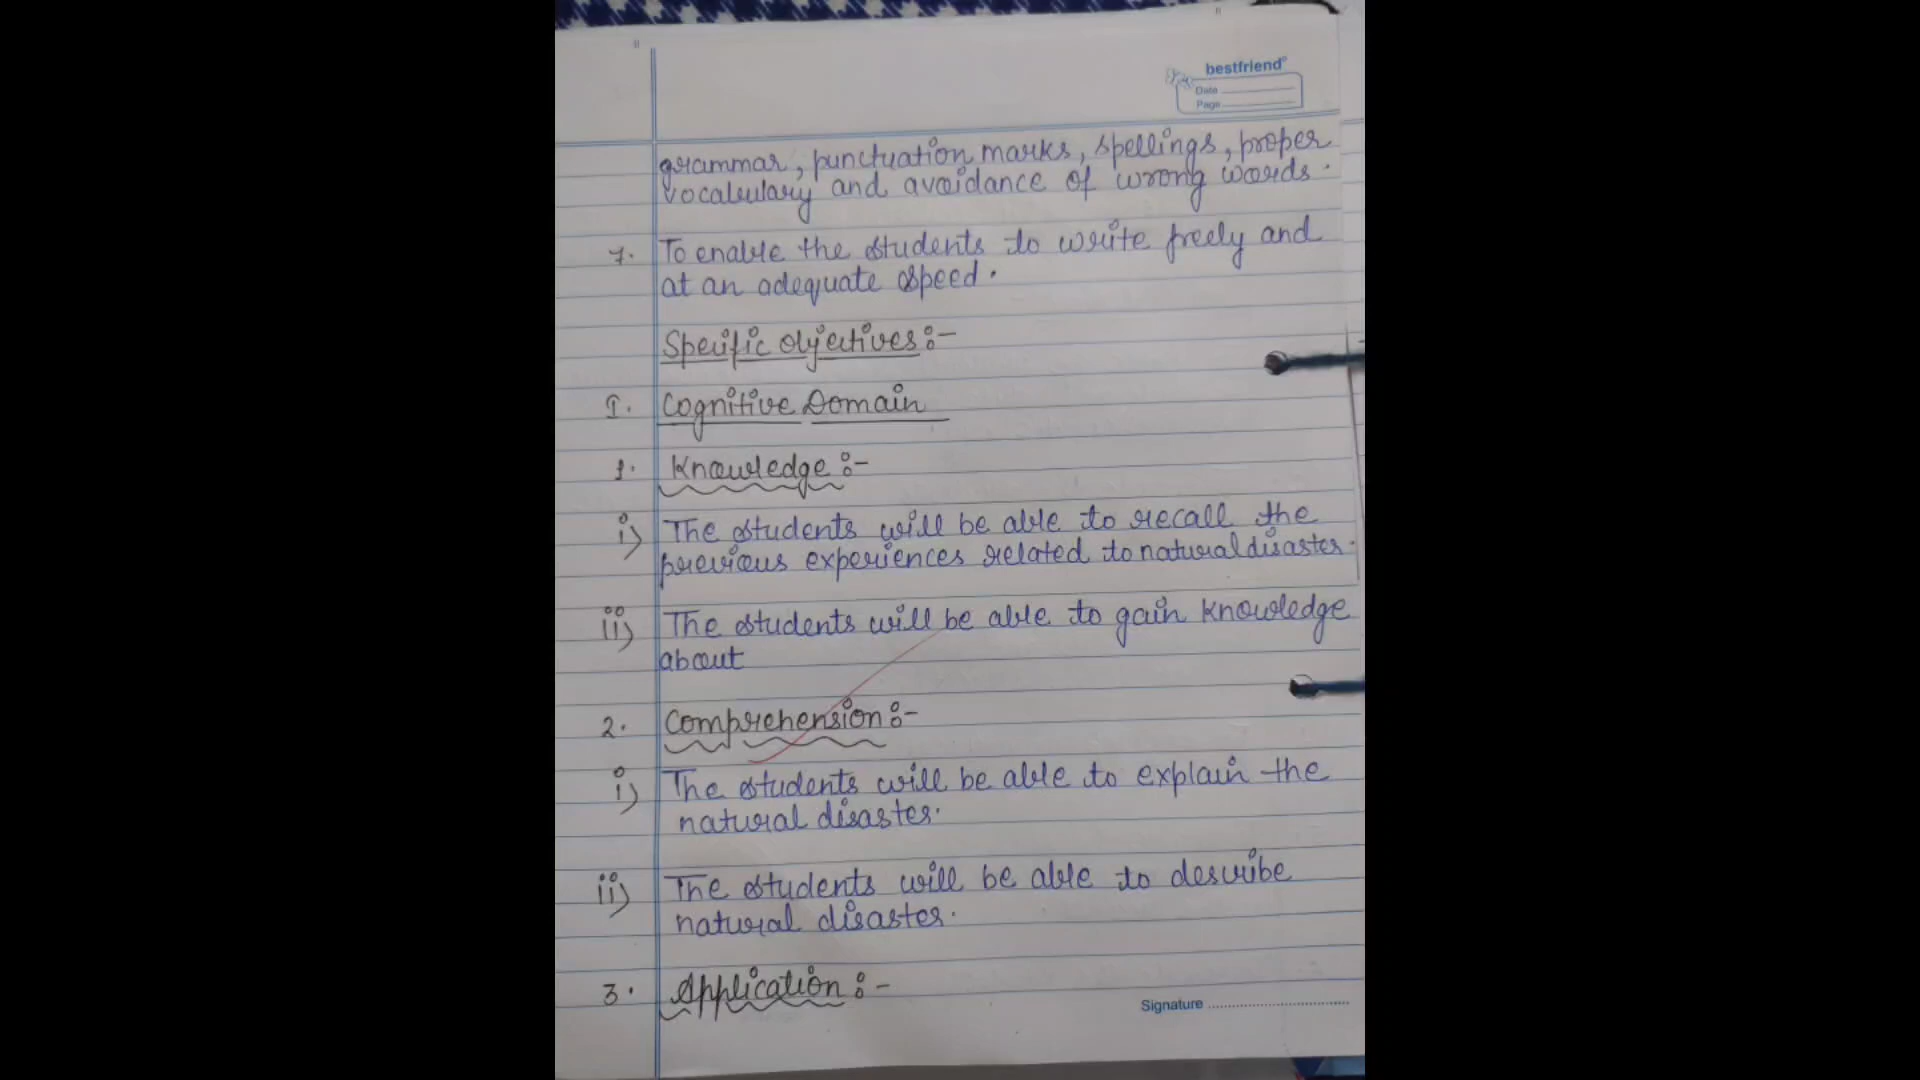 bestfriend
Date
Page
grammar, punctuation marks, spellings, proper
vocabulary and avoidance of wrong words.
7. To enable the students to write freely and
at an adequate speed.
Specific objectives:-
I. Cognitive Domain
1. Knowledge:-
i) The students will be able to recall the
previous experiences related to natural disaster.
ii) The students will be able to gain knowledge
about
2. Comprehension:-
i) The students will be able to explain the
natural disaster.
ii) The students will be able to describe
natural disaster.
3. Application:-
Signature